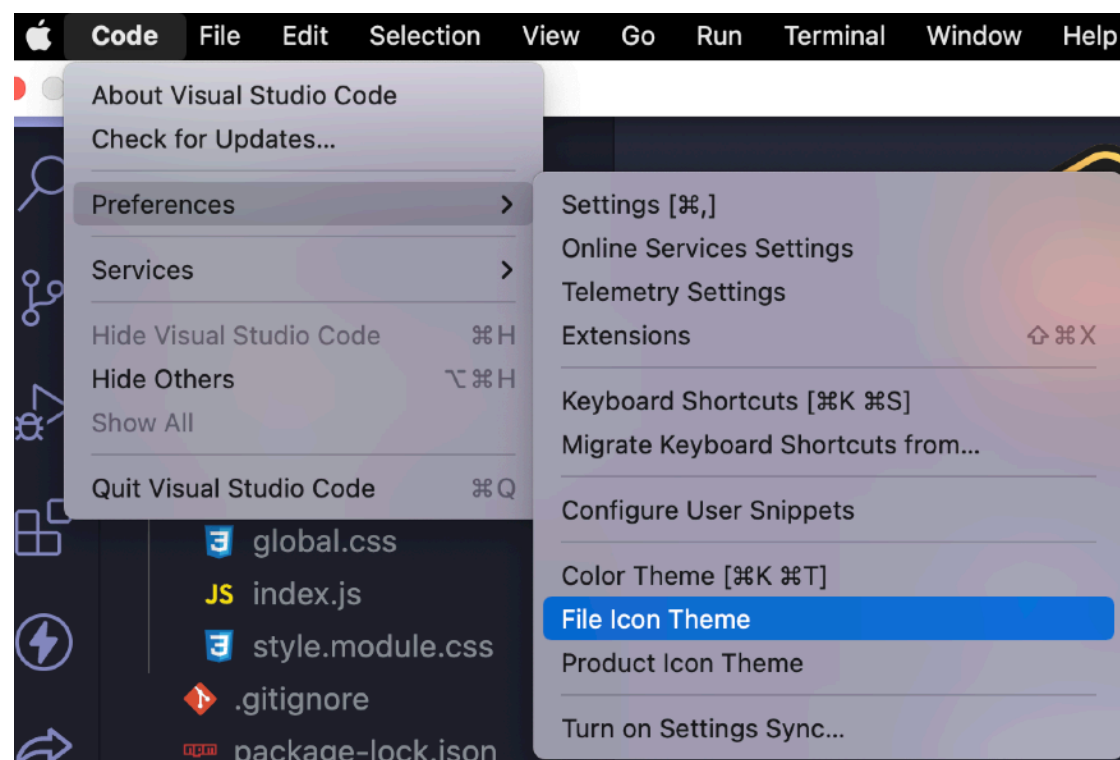 Code File Edit Selection View Go Run Terminal Window Help
About Visual Studio Code
Check for Updates...
Preferences
Services
Hide Visual Studio Code ⌘H
Hide Others ⌥⌘H
Show All
Quit Visual Studio Code ⌘Q
Settings [⌘,]
Online Services Settings
Telemetry Settings
Extensions ⇧⌘X
Keyboard Shortcuts [⌘K ⌘S]
Migrate Keyboard Shortcuts from...
Configure User Snippets
Color Theme [⌘K ⌘T]
File Icon Theme
Product Icon Theme
Turn on Settings Sync...
global.css
JS index.js
style.module.css
.gitignore
npm package-lock.json